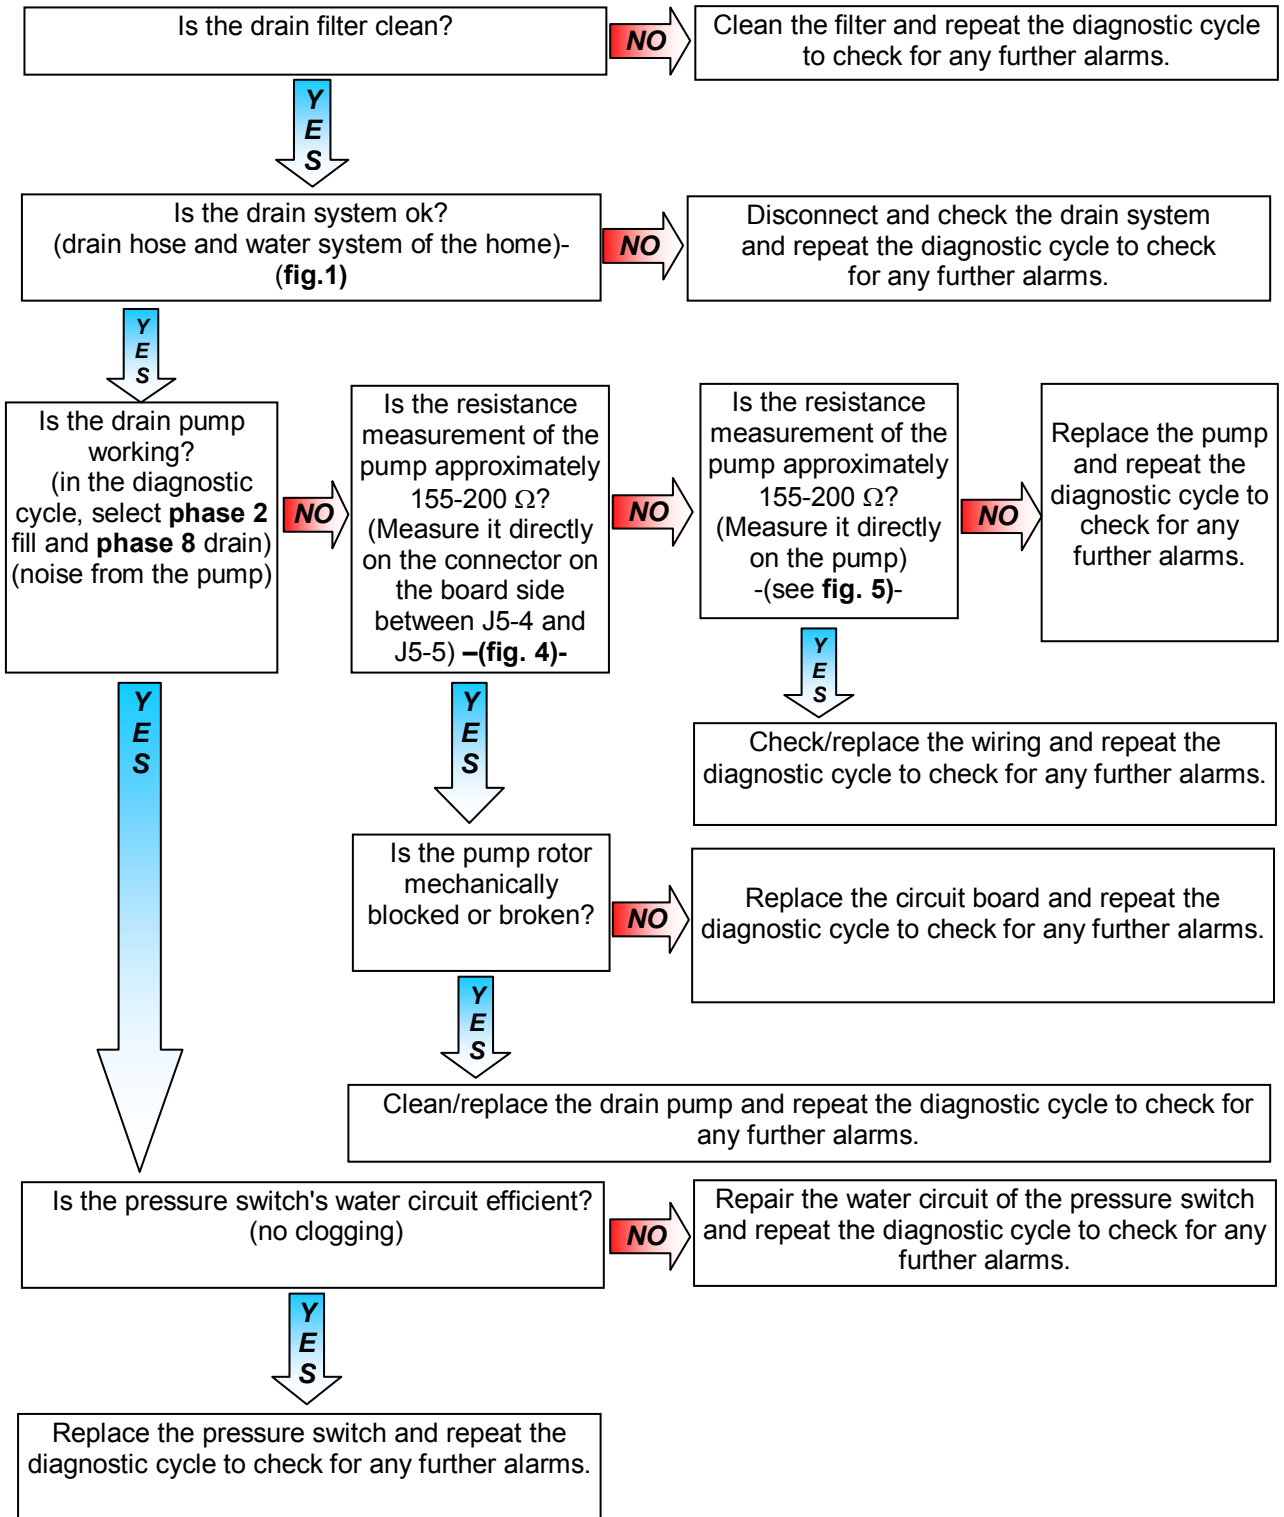 Is the drain filter clean?
NO
Clean the filter and repeat the diagnostic cycle
to check for any further alarms.
YES
Is the drain system ok?
(drain hose and water system of the home)-
(fig.1)
NO
Disconnect and check the drain system
and repeat the diagnostic cycle to check
for any further alarms.
YES
Is the drain pump
working?
(in the diagnostic
cycle, select phase 2
fill and phase 8 drain)
(noise from the pump)
NO
Is the resistance
measurement of the
pump approximately
155-200 Ω?
(Measure it directly
on the connector on
the board side
between J5-4 and
J5-5) –(fig. 4)-
NO
Is the resistance
measurement of the
pump approximately
155-200 Ω?
(Measure it directly
on the pump)
-(see fig. 5)-
NO
Replace the pump
and repeat the
diagnostic cycle to
check for any
further alarms.
YES
Check/replace the wiring and repeat the
diagnostic cycle to check for any further alarms.
YES
YES
Is the pump rotor
mechanically
blocked or broken?
NO
Replace the circuit board and repeat the
diagnostic cycle to check for any further alarms.
YES
Clean/replace the drain pump and repeat the diagnostic cycle to check for
any further alarms.
Is the pressure switch's water circuit efficient?
(no clogging)
NO
Repair the water circuit of the pressure switch
and repeat the diagnostic cycle to check for any
further alarms.
YES
Replace the pressure switch and repeat the
diagnostic cycle to check for any further alarms.